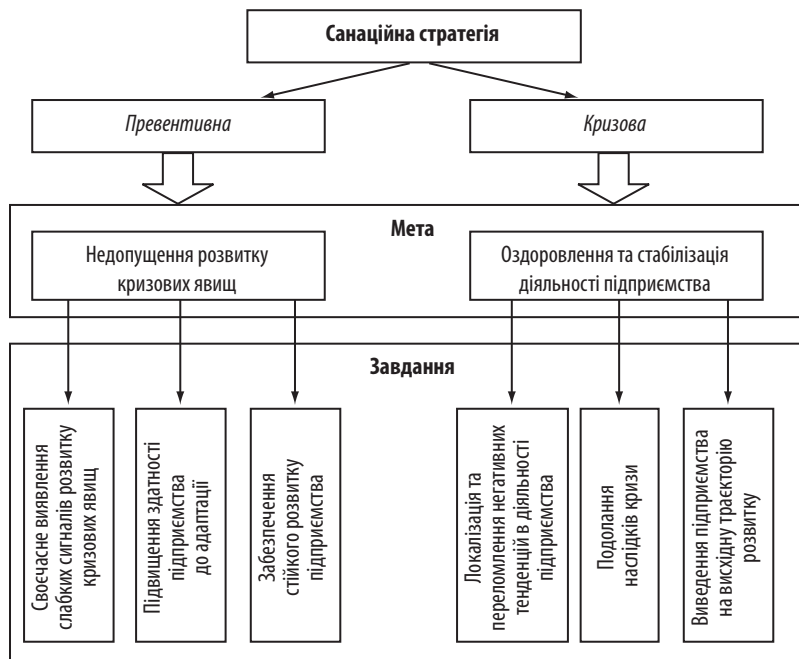 Санаційна стратегія
Превентивна
Кризова
Мета
Недопущення розвитку
кризових явищ
Оздоровлення та стабілізація
діяльності підприємства
Завдання
Своєчасне виявлення
слабких сигналів розвитку
кризових явищ
Підвищення здатності
підприємства
до адаптації
Забезпечення
стійкого розвитку
підприємства
Локалізація та
переломлення негативних
тенденцій в діяльності
підприємства
Подолання
наслідків кризи
Виведення підприємства
на висхідну траєкторію
розвитку